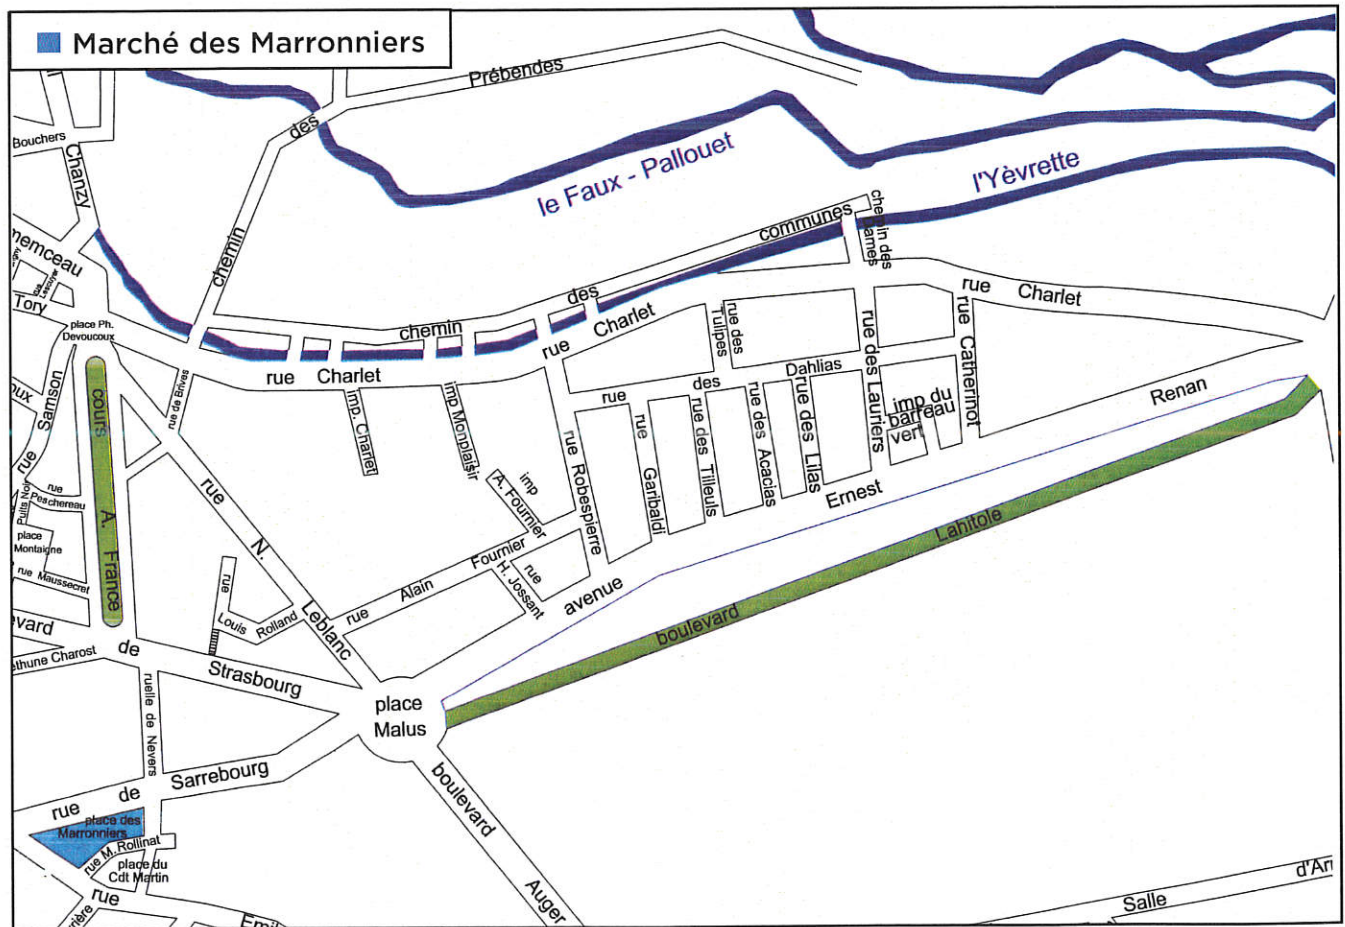 Marché des Marronniers
Prébendes
des
Bouchers
Chanzy
le Faux - Pallouet
l'Yèvrette
chemin
communes
chemin des
Dames
des
chemin
Tory
place Ph.
Devoucoux
rue Charlet
rue Charlet
rue Charlet
rue des
Tulipes
rue des Lauriers
rue Catherinot
rue des Dahlias
Renan
imp du
barreau
vert
rue de Brives
imp. Charlet
imp Monplaisir
rue Samson
cours
A. France
rue Robespierre
rue Garibaldi
rue des Tilleuls
rue des Acacias
rue des Lilas
Ernest
avenue
imp
A. Fournier
rue
Peschereau
place
Montaigne
rue Maussecret
rue N. Leblanc
rue Alain Fournier
rue
H. Jossant
rue
Louis Rolland
boulevard Lahitole
evard
de Strasbourg
ethune Charost
place
Malus
ruelle de Nevers
rue de Sarrebourg
place des
Marronniers
rue M. Rollinat
place du
Cdt Martin
rue
boulevard Auger
Salle
d'Ar